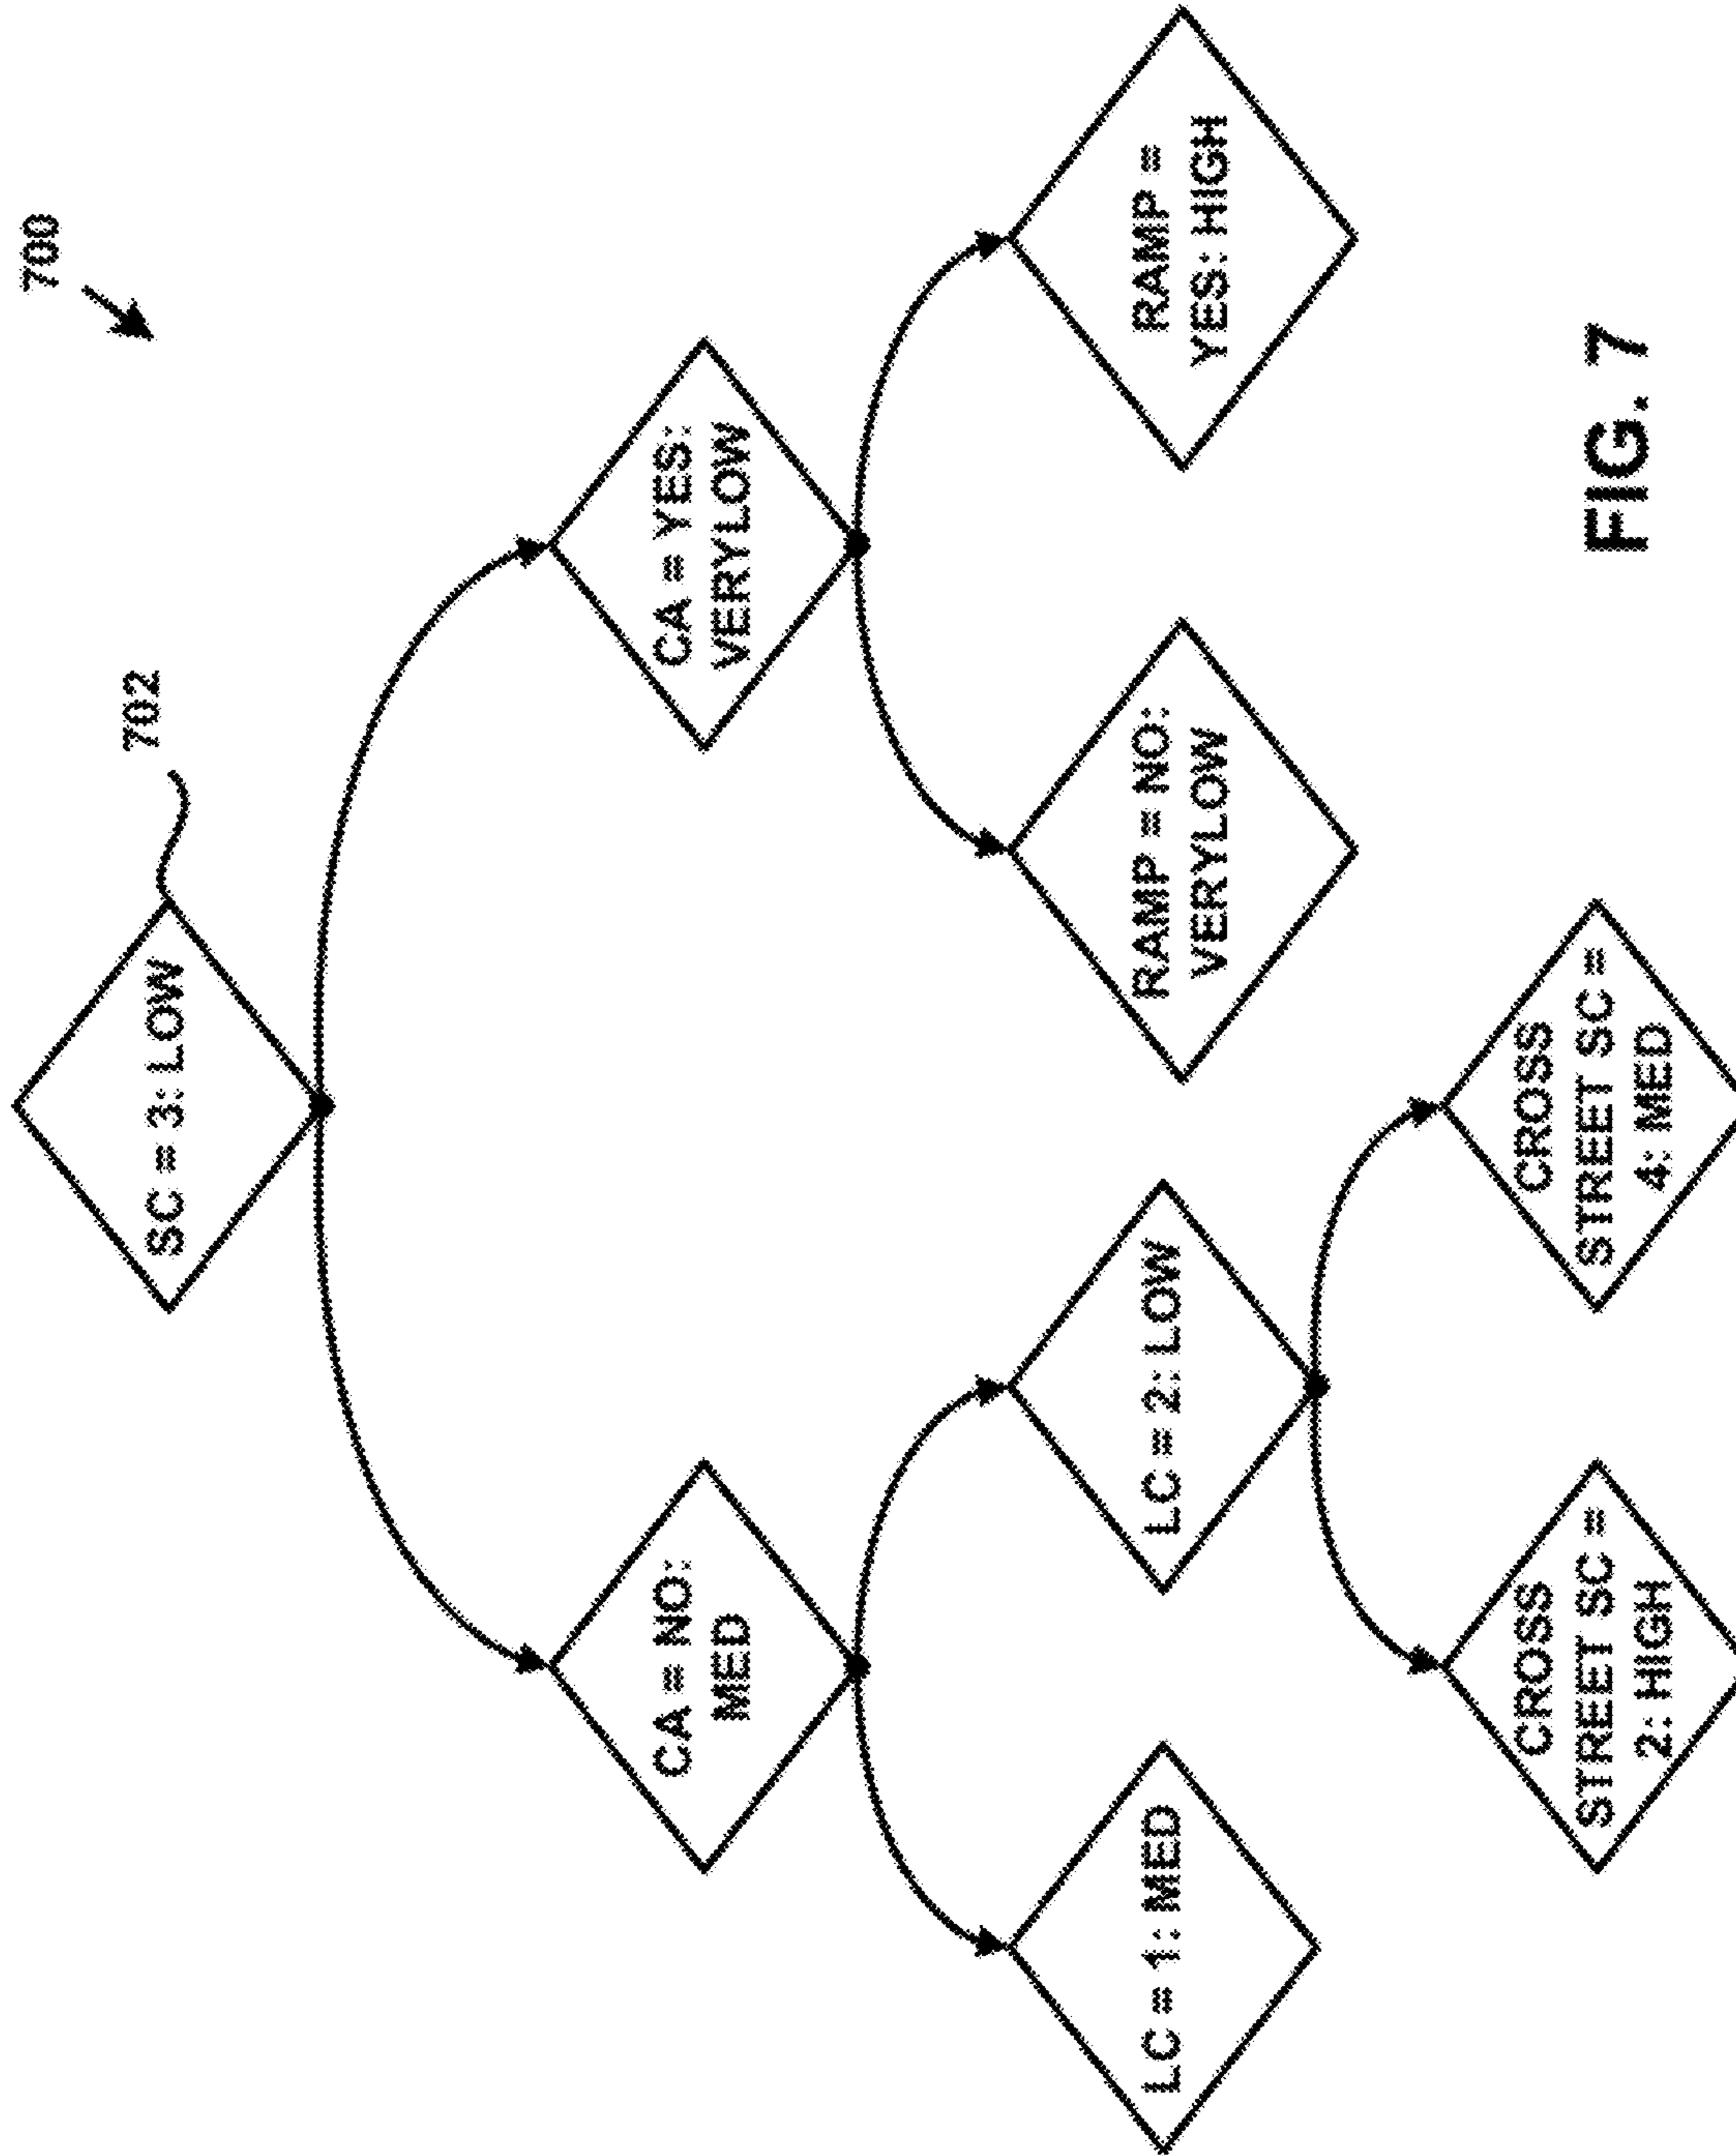 700
702
SC = 3: LOW
CA = NO:
MED
CA = YES:
VERYLOW
LC = 1: MED
LC = 2: LOW
RAMP = NO:
VERYLOW
RAMP =
YES: HIGH
CROSS
STREET SC =
2: HIGH
CROSS
STREET SC =
4: MED
FIG. 7